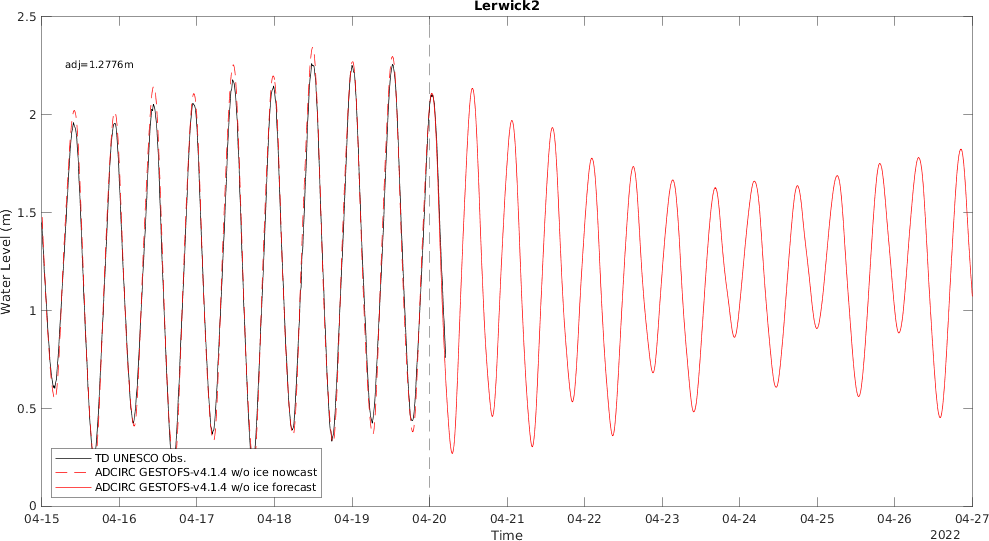 Lerwick2
2.5
adj=1.2776m
2
1.5
Water Level (m)
1
0.5
TD UNESCO Obs.
ADCIRC GESTOFS-v4.1.4 w/o ice nowcast
ADCIRC GESTOFS-v4.1.4 w/o ice forecast
0
04-15 04-16 04-17 04-18 04-19 04-20 04-21 04-22 04-23 04-24 04-25 04-26 04-27
Time
2022